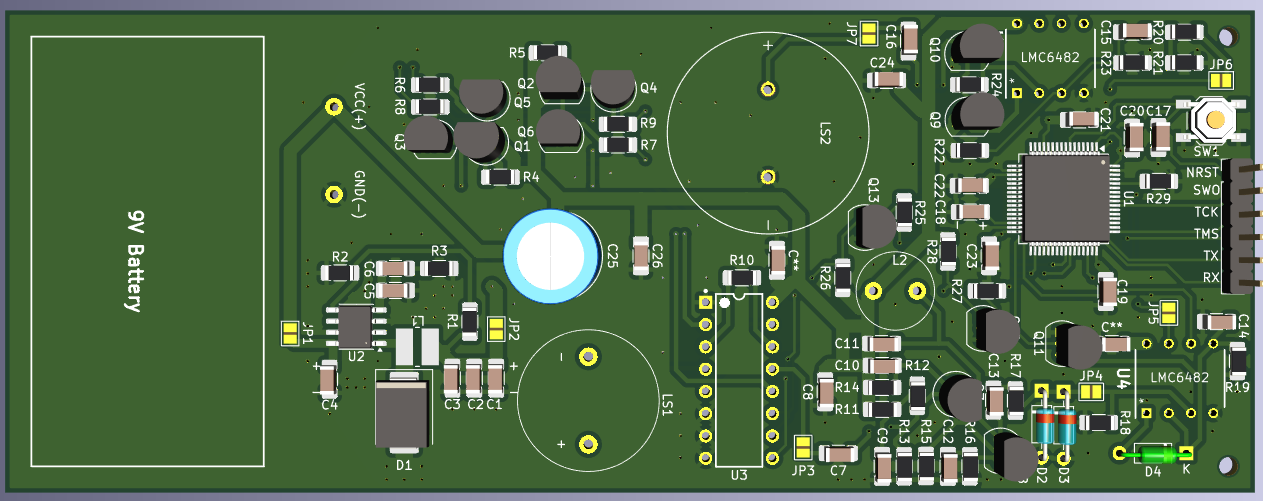 9V Battery
VCC(+)
GND(-)
R6
R8
Q3
R5
Q2
Q5
Q6
Q1
Q4
R9
R7
R4
+
LS2
-
JP7
C16
C24
Q10
R24
Q9
R22
*
LMC6482
C15
R20
R23
R21
JP6
C21
C20
C17
SW1
NRST
SWO
TCK
TMS
TX
RX
U1
R29
C22
C18
-
+
Q13
R25
R28
C23
R27
L2
R26
C**
R10
C25
C26
R2
C6
C5
R3
R1
JP1
JP2
U2
+
C4
-
D1
C3
C2
C1
+
-
LS1
-
+
U3
C11
C10
R14
R11
R12
C8
JP3
C7
C9
R13
R15
C12
R16
C13
R17
D2
D3
Q11
C**
C19
JP5
C14
R19
U4
LMC6482
*
JP4
R18
D4
K